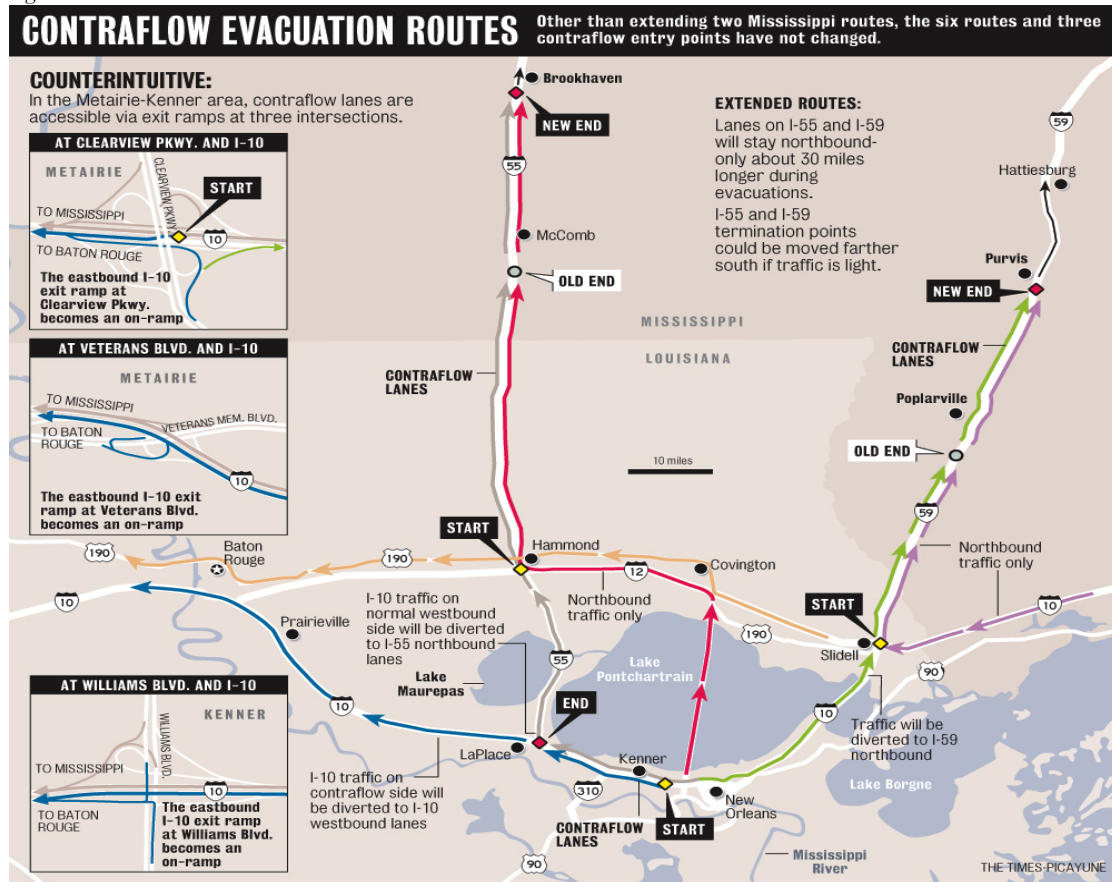 CONTRAFLOW EVACUATION ROUTES
Other than extending two Mississippi routes, the six routes and three
contraflow entry points have not changed.
COUNTERINTUITIVE:
In the Metairie-Kenner area, contraflow lanes are
accessible via exit ramps at three intersections.
AT CLEARVIEW PKWY. AND I-10
METAIRIE
CLEARVIEW PKWY
START
TO MISSISSIPPI
10
TO BATON ROUGE
The eastbound I-10
exit ramp at
Clearview Pkwy.
becomes an on-ramp
AT VETERANS BLVD. AND I-10
METAIRIE
TO MISSISSIPPI
VETERANS MEM. BLVD.
TO BATON
ROUGE
10
The eastbound I-10 exit
ramp at Veterans Blvd.
becomes an on-ramp
AT WILLIAMS BLVD. AND I-10
KENNER
WILLIAMS BLVD.
TO MISSISSIPPI
10
TO BATON
ROUGE
The eastbound
I-10 exit ramp
at Williams Blvd.
becomes an
on-ramp
Brookhaven
NEW END
55
McComb
OLD END
EXTENDED ROUTES:
Lanes on I-55 and I-59
will stay northbound-
only about 30 miles
longer during
evacuations.
I-55 and I-59
termination points
could be moved farther
south if traffic is light.
59
Hattiesburg
Purvis
NEW END
MISSISSIPPI
LOUISIANA
CONTRAFLOW
LANES
CONTRAFLOW
LANES
Poplarville
OLD END
10 miles
59
START
Hammond
190
Baton
Rouge
190
12
Covington
Northbound
traffic only
10
I-10 traffic on
normal westbound
side will be diverted
to I-55 northbound
lanes
Northbound
traffic only
START
10
Prairieville
190
Slidell
55
Lake
Maurepas
Lake
Pontchartrain
90
END
10
10
Traffic will be
diverted to I-59
northbound
LaPlace
Kenner
Lake Borgne
I-10 traffic on
contraflow side
will be diverted to I-10
westbound lanes
310
New
Orleans
CONTRAFLOW
LANES
START
90
Mississippi
River
THE TIMES-PICAYUNE